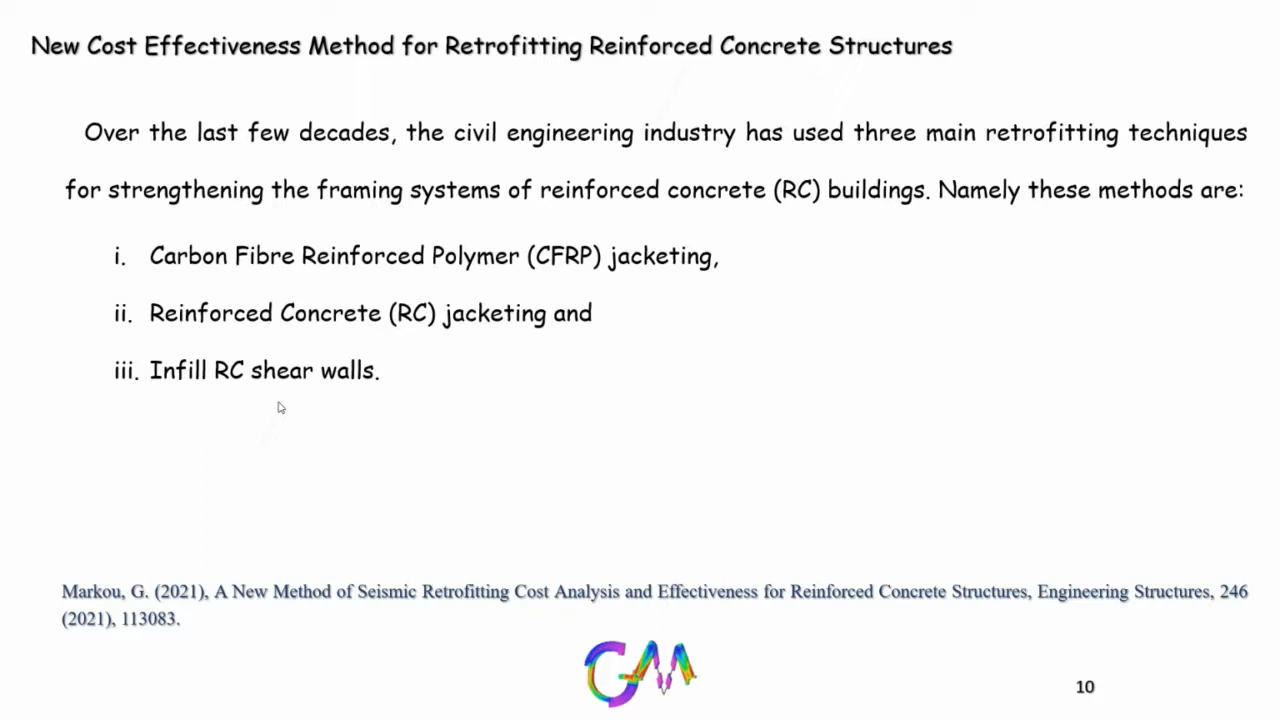 New Cost Effectiveness Method for Retrofitting Reinforced Concrete Structures
Over the last few decades, the civil engineering industry has used three main retrofitting techniques
for strengthening the framing systems of reinforced concrete (RC) buildings. Namely these methods are:
i. Carbon Fibre Reinforced Polymer (CFRP) jacketing,
ii. Reinforced Concrete (RC) jacketing and
iii. Infill RC shear walls.
Markou, G. (2021), A New Method of Seismic Retrofitting Cost Analysis and Effectiveness for Reinforced Concrete Structures, Engineering Structures, 246
(2021), 113083.
GM
10